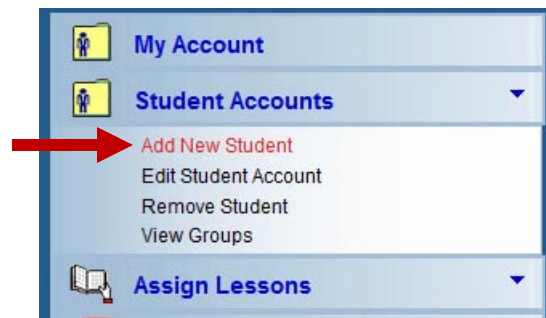 My Account
Student Accounts
Add New Student
Edit Student Account
Remove Student
View Groups
Assign Lessons